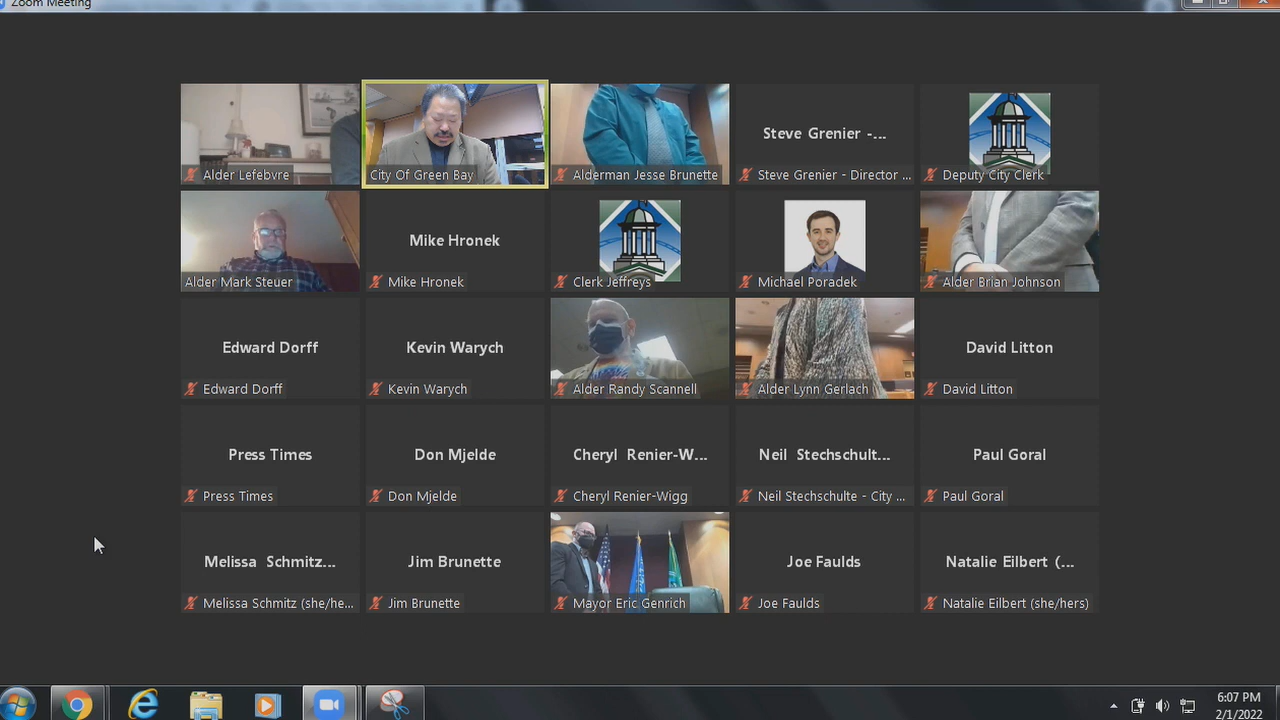 Zoom Meeting
Alder Lefebvre
City Of Green Bay
Alderman Jesse Brunette
Steve Grenier -...
Steve Grenier - Director ...
Deputy City Clerk
Alder Mark Steuer
Mike Hronek
Mike Hronek
Clerk Jeffreys
Michael Poradek
Alder Brian Johnson
Edward Dorff
Edward Dorff
Kevin Warych
Kevin Warych
Alder Randy Scannell
Alder Lynn Gerlach
David Litton
David Litton
Press Times
Press Times
Don Mjelde
Don Mjelde
Cheryl Renier-W...
Cheryl Renier-Wigg
Neil Stechschult...
Neil Stechschulte - City ...
Paul Goral
Paul Goral
Melissa Schmitz...
Melissa Schmitz (she/he...
Jim Brunette
Jim Brunette
Mayor Eric Genrich
Joe Faulds
Joe Faulds
Natalie Eilbert (...
Natalie Eilbert (she/hers)
6:07 PM
2/1/2022